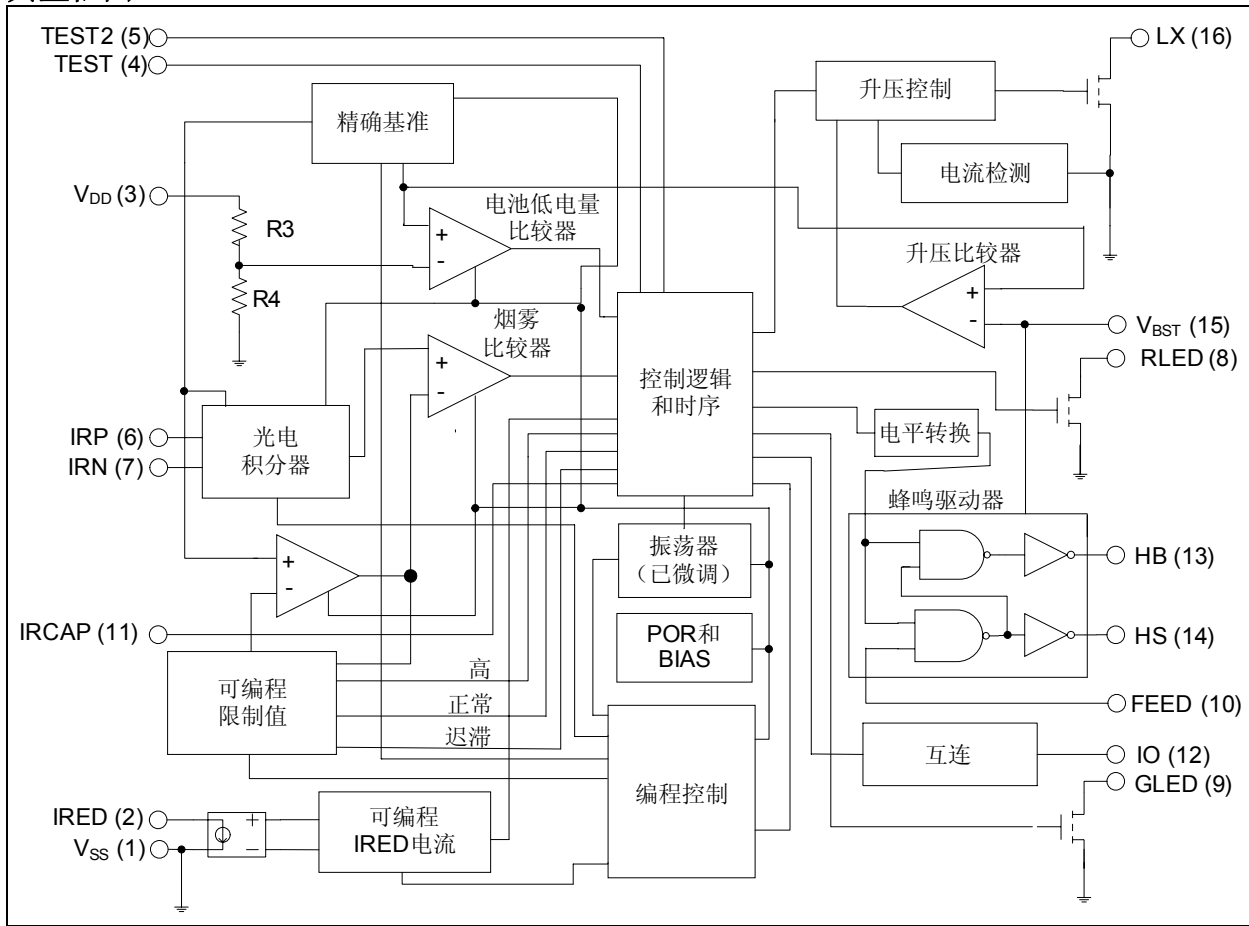 TEST2 (5)
TEST (4)
LX (16)
升压控制
精确基准
电流检测
VDD (3)
R3
R4
电池低电量
比较器
+
-
升压比较器
+
-
VBST (15)
RLED (8)
烟雾
比较器
+
-
控制逻辑
和时序
电平转换
IRP (6)
IRN (7)
光电
积分器
蜂鸣驱动器
HB (13)
HS (14)
FEED (10)
+
-
振荡器
（已微调）
IRCAP (11)
POR和
BIAS
可编程
限制值
高
正常
迟滞
互连
IO (12)
GLED (9)
编程控制
IRED (2)
VSS (1)
+
−
可编程
IRED电流